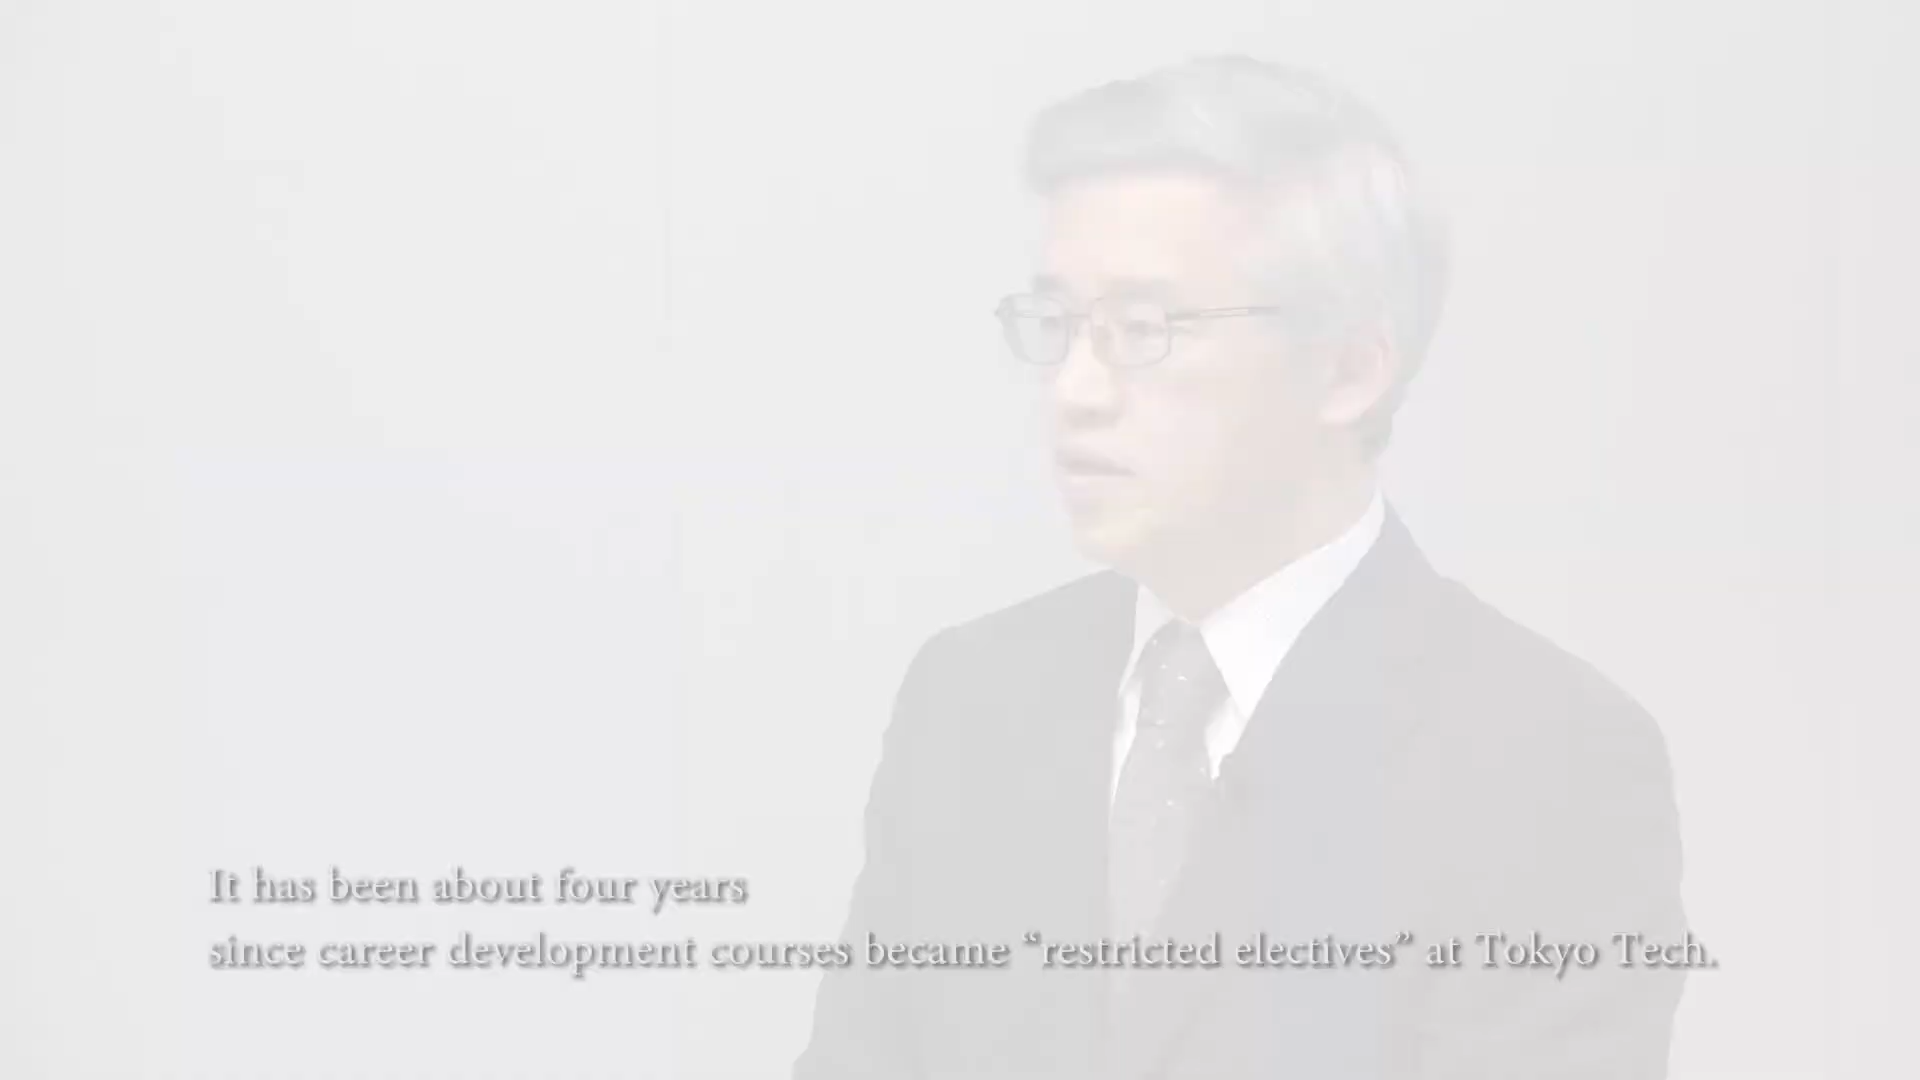 It has been about four years
since career development courses became “restricted electives” at Tokyo Tech.